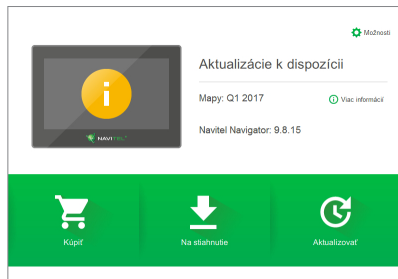 Možnosti
Aktualizácie k dispozícii
Mapy: Q1 2017
Viac informácií
Navitel Navigator: 9.8.15
NAVITEL
Kúpiť
Na stiahnutie
Aktualizovať